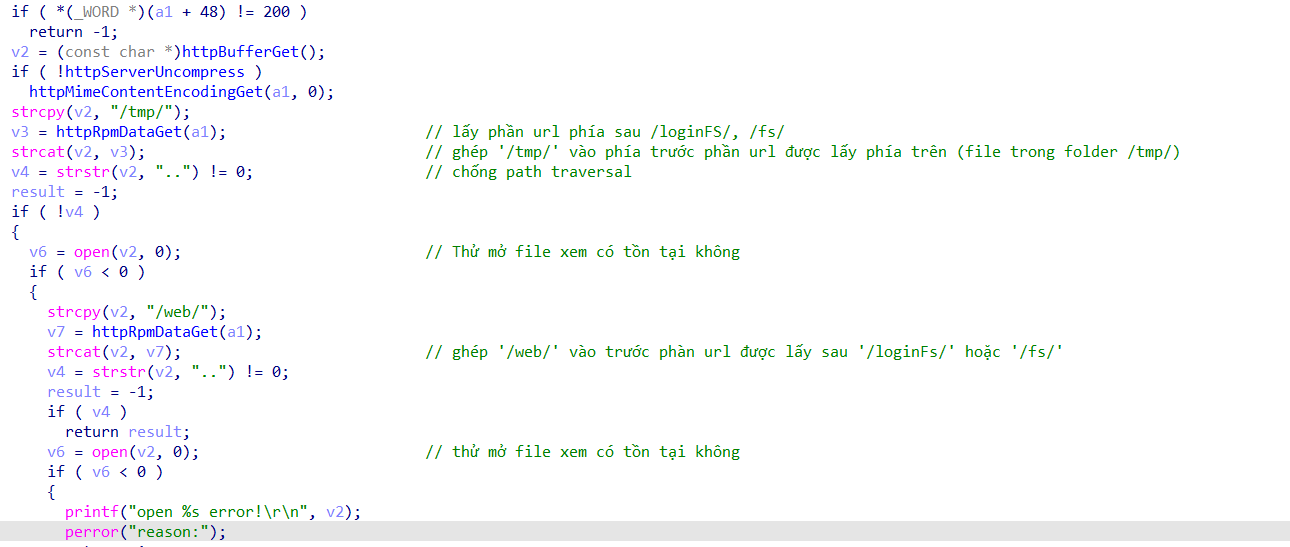 if ( *(_WORD *)(a1 + 48) != 200 )
return -1;
v2 = (const char *)httpBufferGet();
if ( !httpServerUncompress )
httpMimeContentEncodingGet(a1, 0);
strcpy(v2, "/tmp/");
v3 = httpRpmDataGet(a1); // lấy phần url phía sau /loginFS/, /fs/
strcat(v2, v3); // ghép '/tmp/' vào phía trước phần url được lấy phía trên (file trong folder /tmp/)
v4 = strstr(v2, "..") != 0; // chống path traversal
result = -1;
if ( !v4 )
{
v6 = open(v2, 0); // Thử mở file xem có tồn tại không
if ( v6 < 0 )
{
strcpy(v2, "/web/");
v7 = httpRpmDataGet(a1);
strcat(v2, v7); // ghép '/web/' vào trước phàn url được lấy sau '/loginFs/' hoặc '/fs/'
v4 = strstr(v2, "..") != 0;
result = -1;
if ( v4 )
return result;
v6 = open(v2, 0); // thử mở file xem có tồn tại không
if ( v6 < 0 )
{
printf("open %s error!\r\n", v2);
perror("reason:");